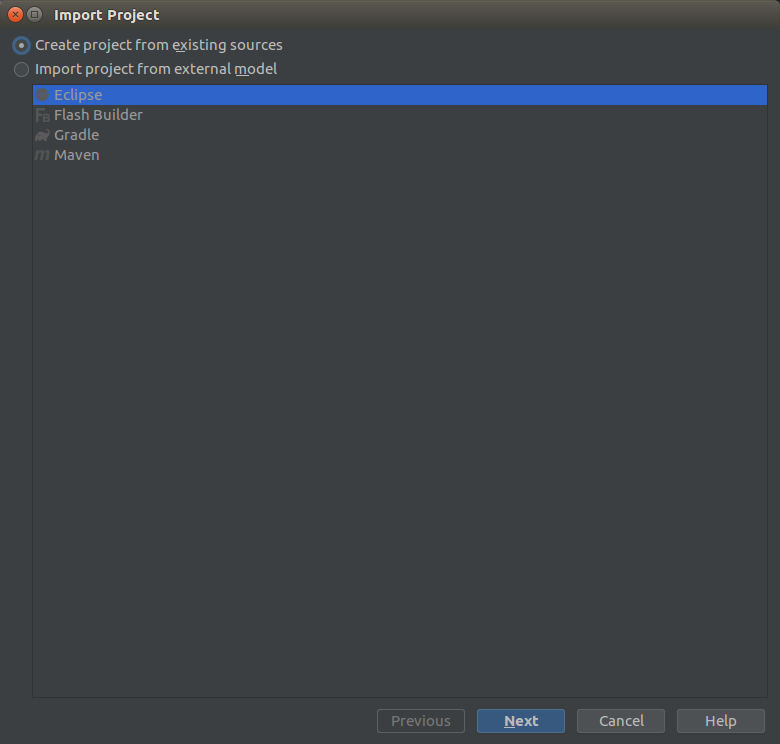 Import Project
Create project from existing sources
Import project from external model
Eclipse
Flash Builder
Gradle
Maven
Previous Next Cancel Help